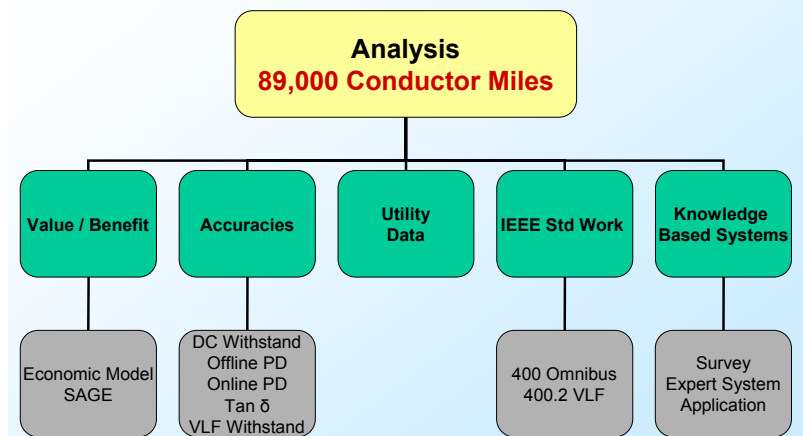 Analysis
89,000 Conductor Miles
Value / Benefit
Accuracies
Utility
Data
IEEE Std Work
Knowledge
Based Systems
Economic Model
SAGE
DC Withstand
Offline PD
Online PD
Tan δ
VLF Withstand
400 Omnibus
400.2 VLF
Survey
Expert System
Application